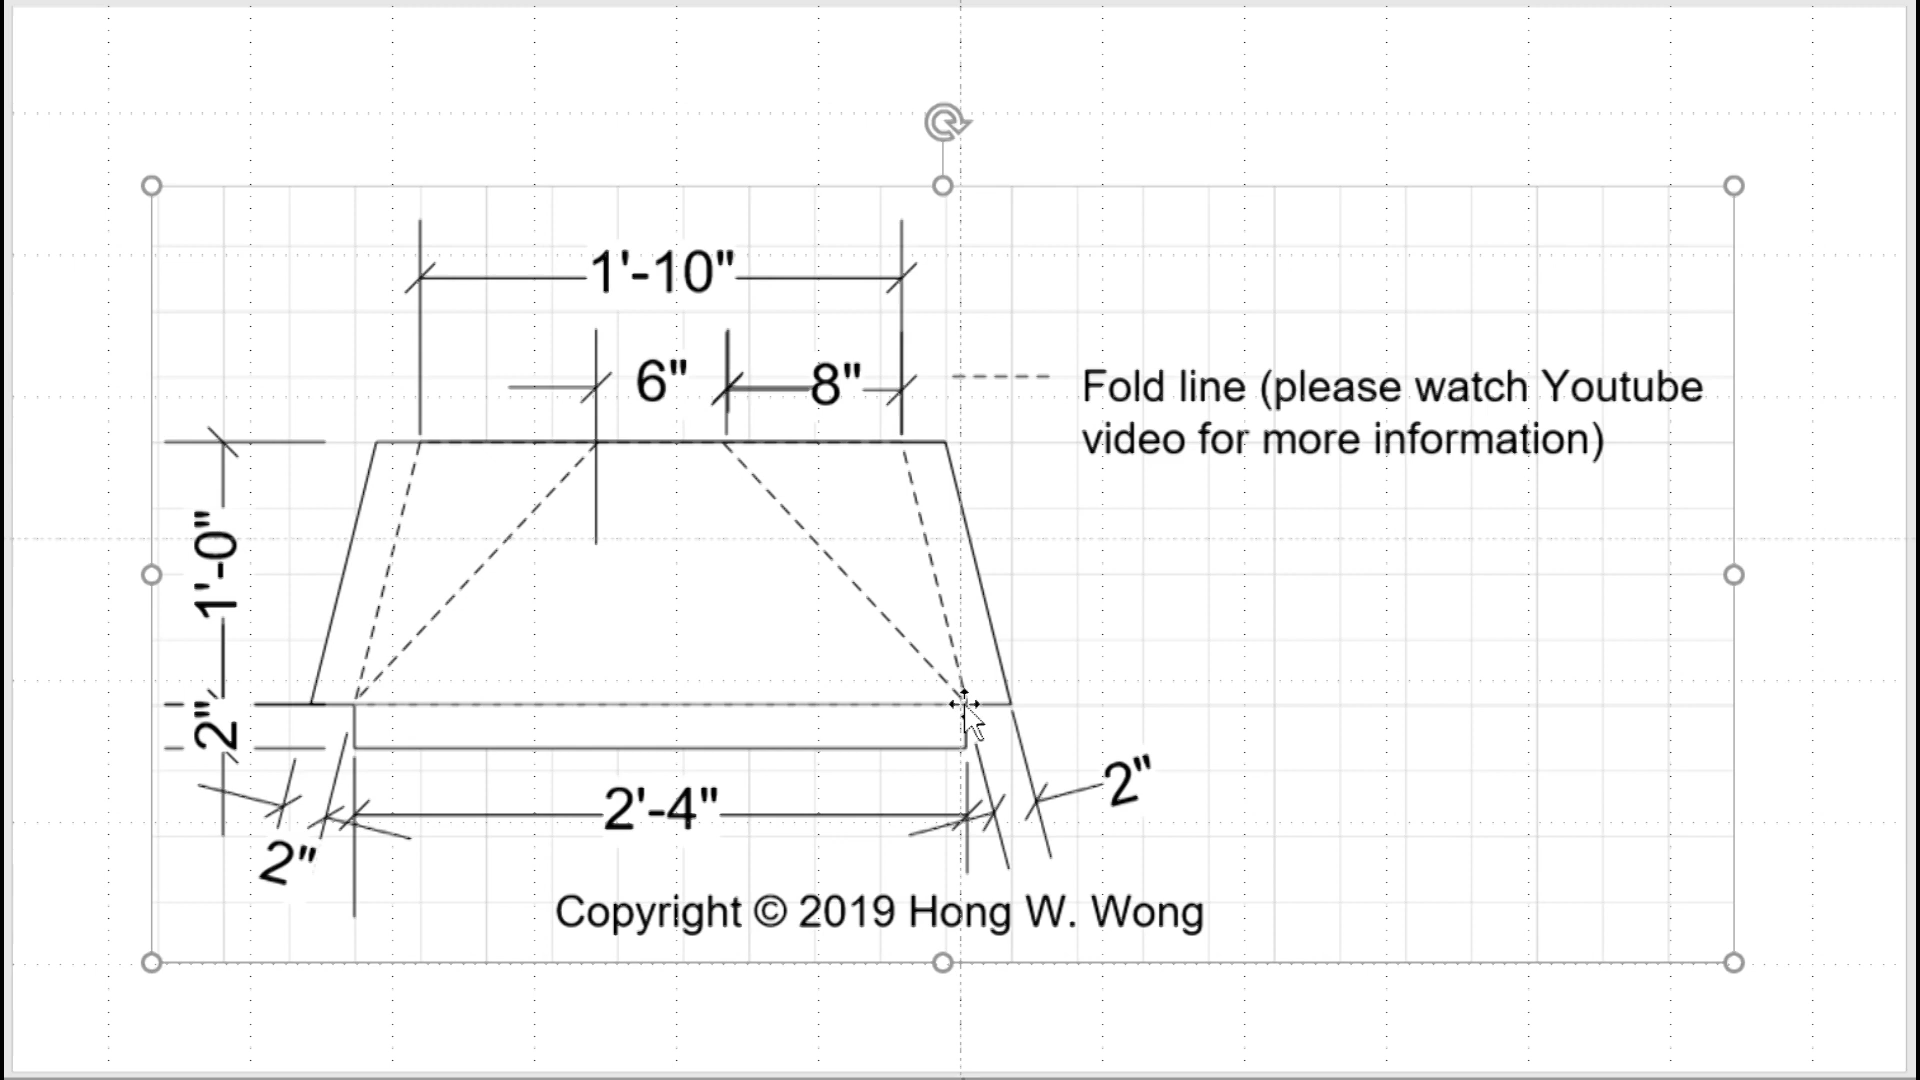 1'-10"
6"
8"
Fold line (please watch Youtube
video for more information)
1'-0"
2"
2"
2'-4"
2"
Copyright © 2019 Hong W. Wong